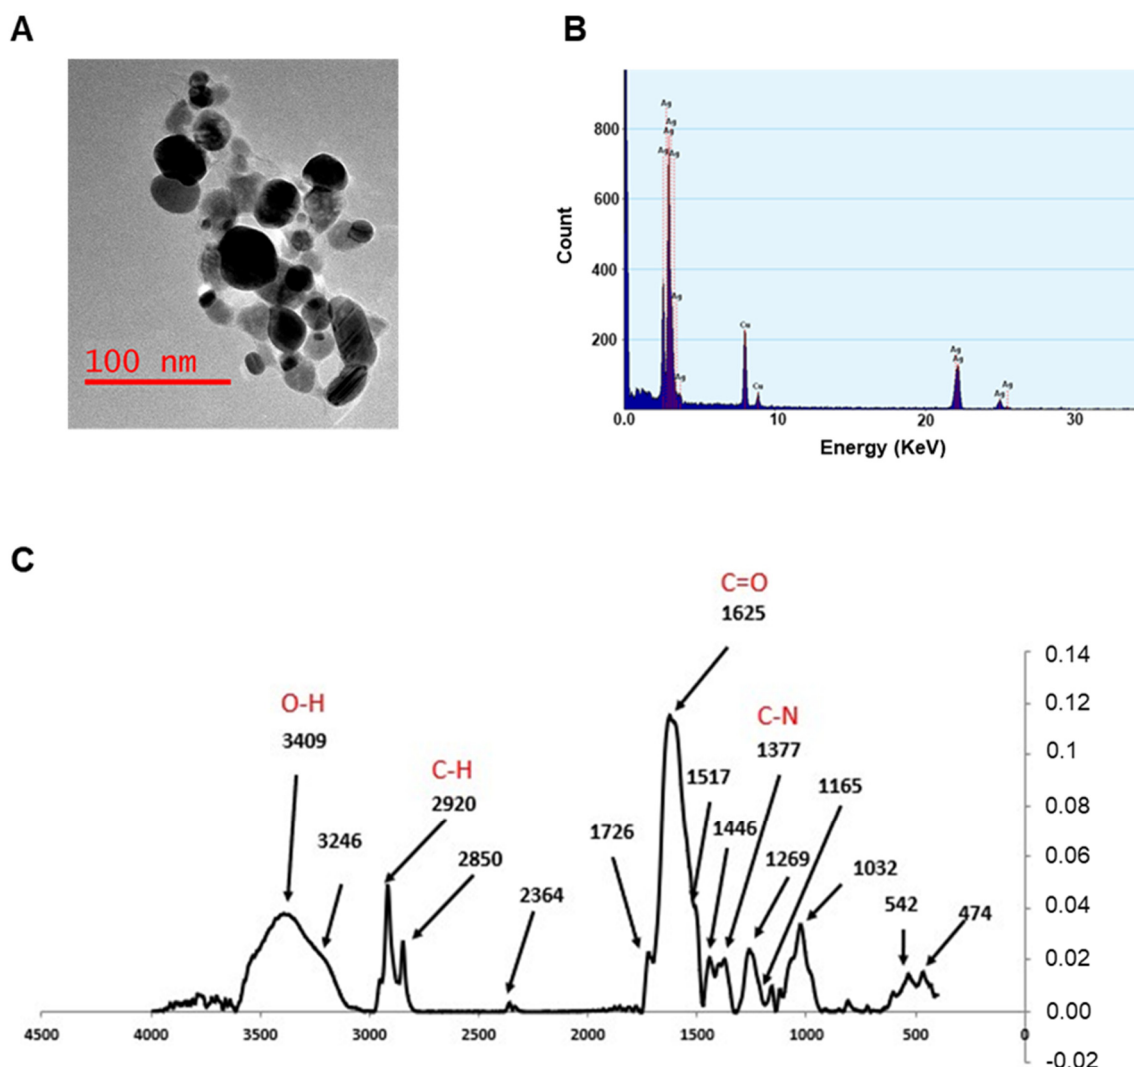 A
B
100 nm
800
600
400
200
Count
Ag
Ag
Ag
Ag
Ag
Ag
Ag
Cu
Cu
Ag
Ag
Ag
Ag
0.0
10
20
30
Energy (KeV)
C
C=O
1625
O-H
3409
C-H
2920
3246
2850
2364
C-N
1377
1517
1726
1446
1165
1269
1032
542
474
0.14
0.12
0.1
0.08
0.06
0.04
0.02
0.00
-0.02
4500
4000
3500
3000
2500
2000
1500
1000
500
0